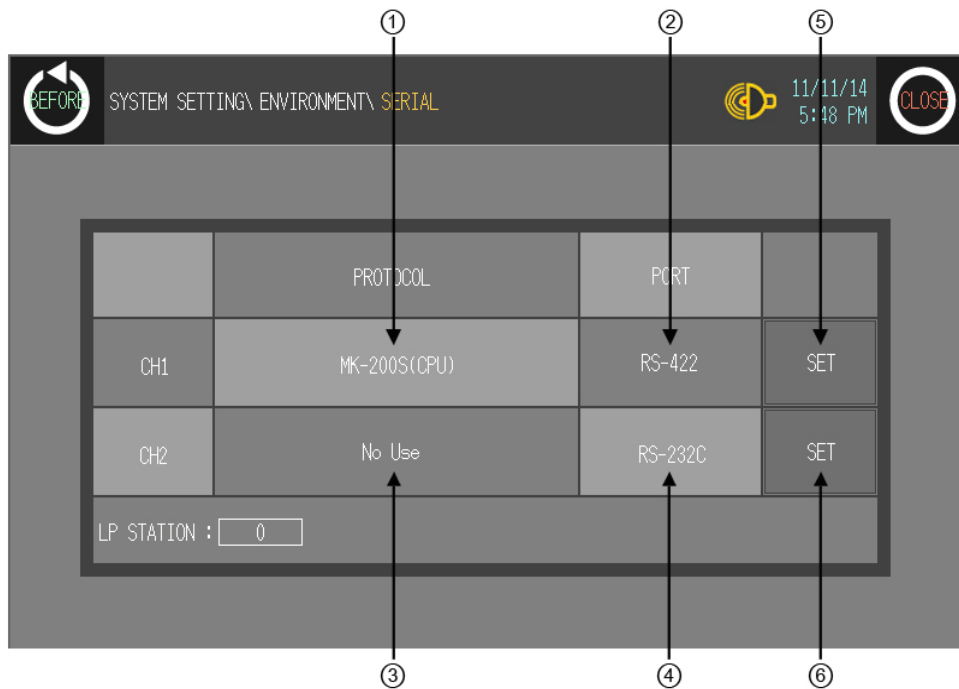 ① ② ⑤
BEFORE SYSTEM SETTING\ ENVIRONMENT\ SERIAL 11/11/14 CLOSE
5:48 PM
PROTOCOL PORT
CH1 MK-200S(CPU) RS-422 SET
CH2 No Use RS-232C SET
LP STATION : 0
③ ④ ⑥